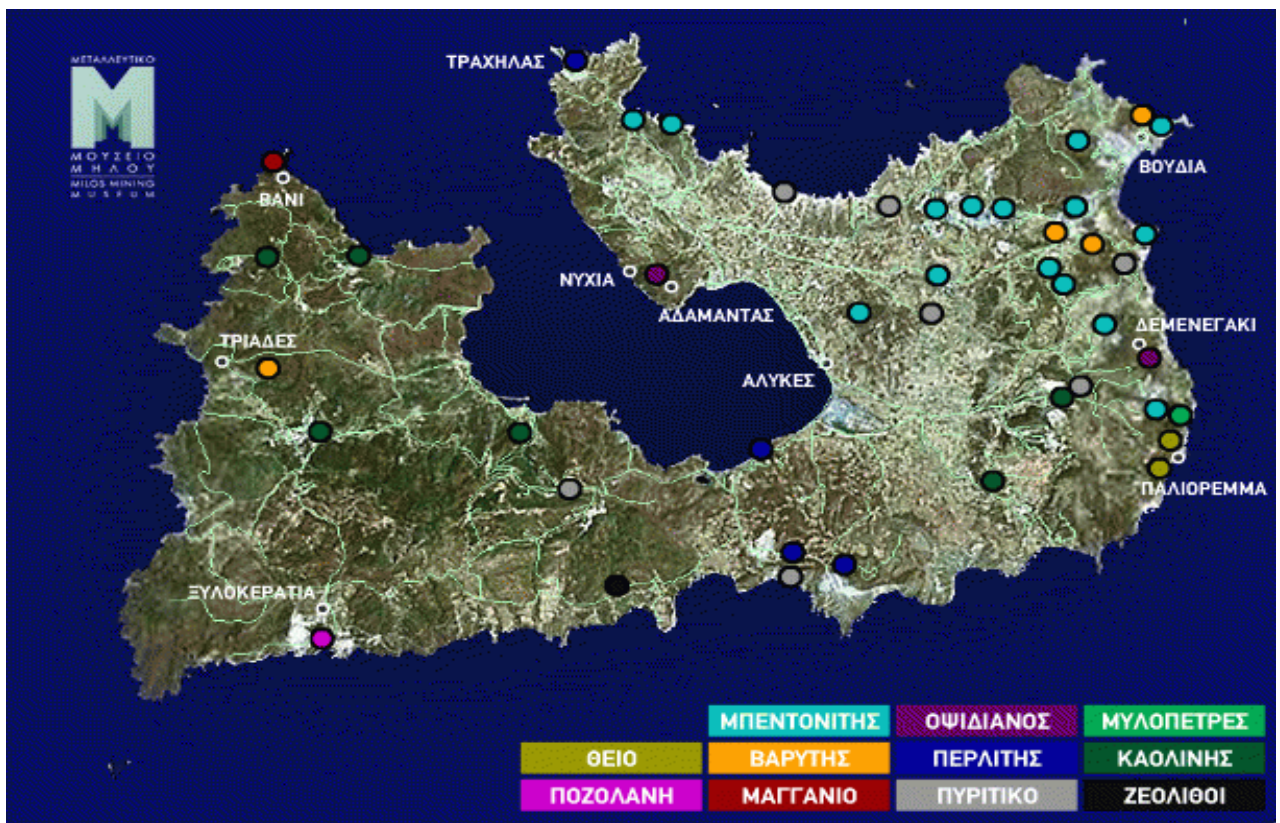 ΜΕΤΑΛΛΕΥΤΙΚΟ
M
ΜΟΥΣΕΙΟ
ΜΗΛΟΥ
MILOS MINING
MUSEUM
ΤΡΑΧΗΛΑΣ
ΒΟΥΔΙΑ
ΒΑΝΙ
ΝΥΧΙΑ
ΑΔΑΜΑΝΤΑΣ
ΔΕΜΕΝΕΓΑΚΙ
ΤΡΙΑΔΕΣ
ΑΛΥΚΕΣ
ΠΑΛΙΟΡΕΜΜΑ
ΞΥΛΟΚΕΡΑΤΙΑ
ΜΠΕΝΤΟΝΙΤΗΣ ΟΨΙΔΙΑΝΟΣ ΜΥΛΟΠΕΤΡΕΣ
ΘΕΙΟ ΒΑΡΥΤΗΣ ΠΕΡΛΙΤΗΣ ΚΑΟΛΙΝΗΣ
ΠΟΖΟΛΑΝΗ ΜΑΓΓΑΝΙΟ ΠΥΡΙΤΙΚΟ ΖΕΟΛΙΘΟΙ